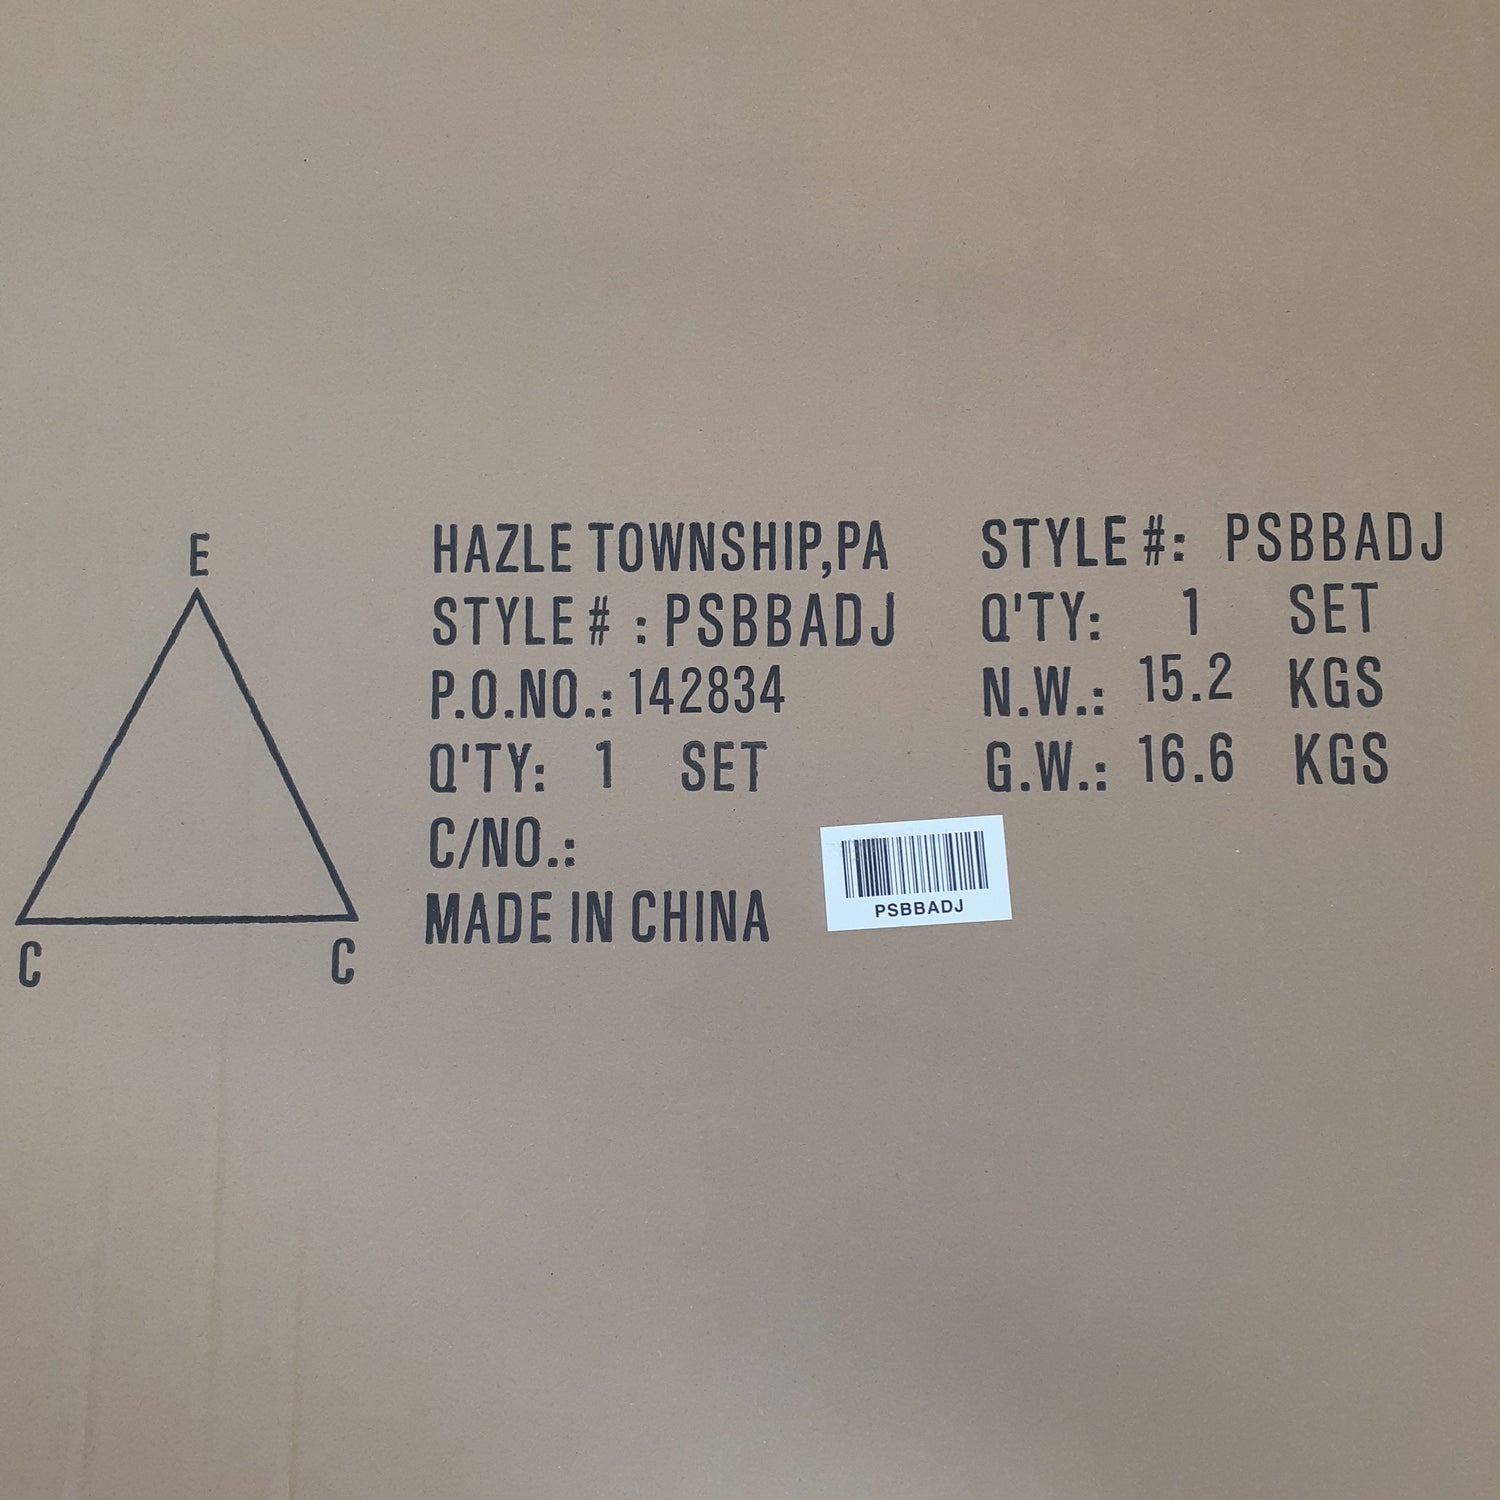 E
C
C
HAZLE TOWNSHIP,PA
STYLE # : PSBBADJ
P.O.NO.: 142834
Q'TY: 1 SET
C/NO.:
MADE IN CHINA
STYLE #: PSBBADJ
Q'TY: 1 SET
N.W.: 15.2 KGS
G.W.: 16.6 KGS
PSBBADJ